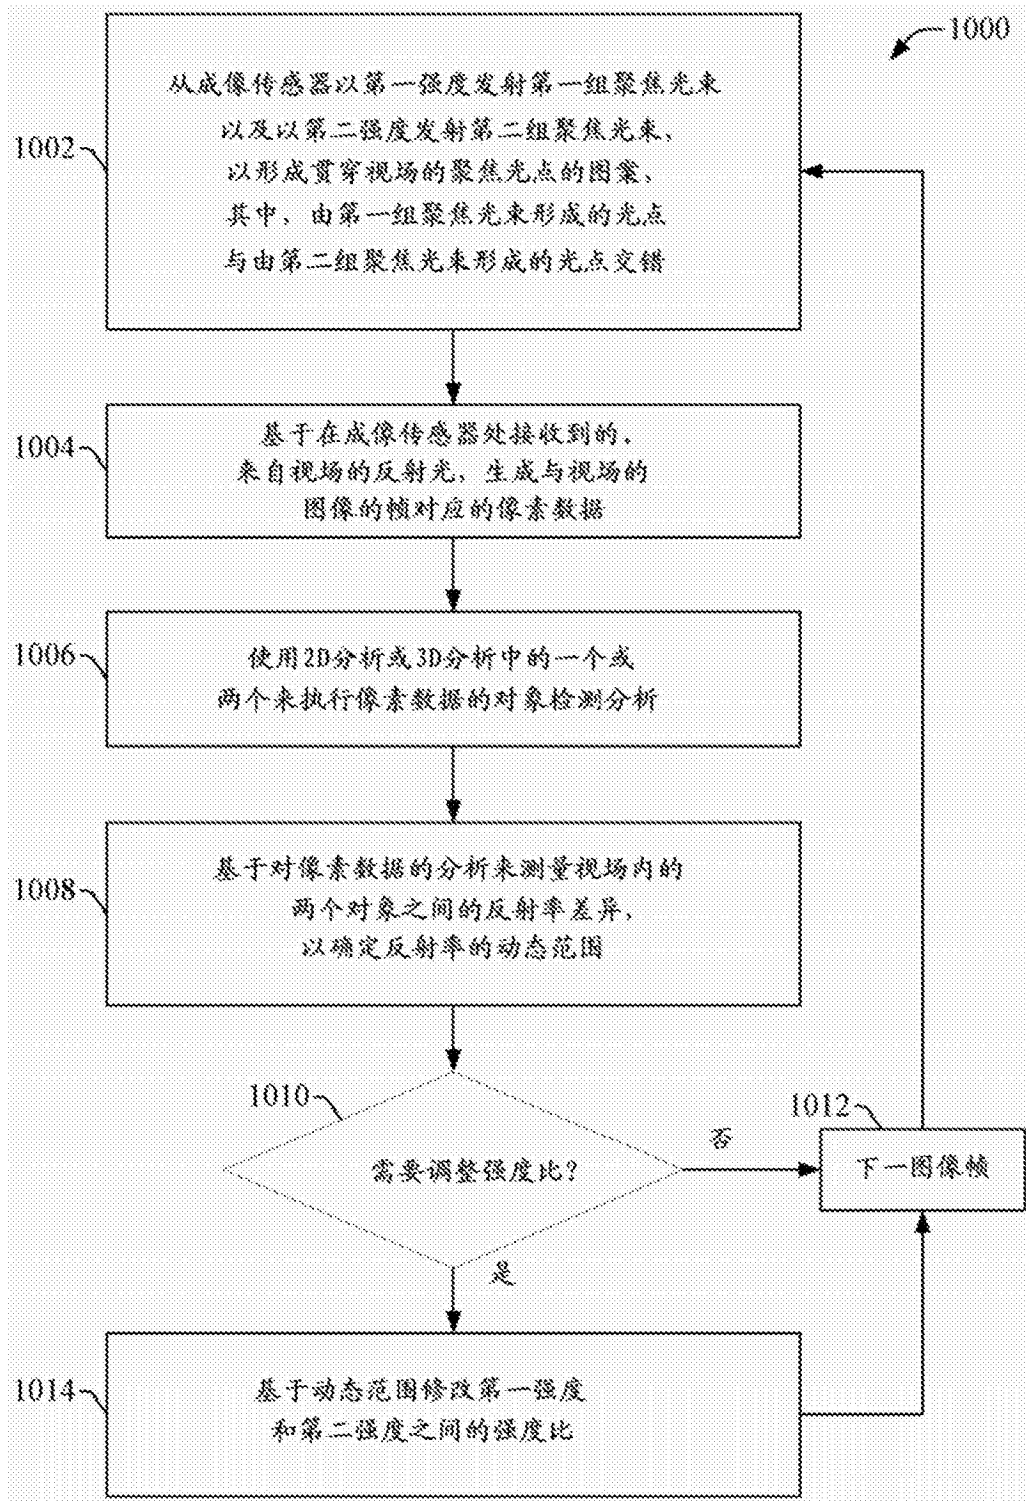 1000
1002
从成像传感器以第一强度发射第一组聚焦光束
以及以第二强度发射第二组聚焦光束，
以形成贯穿视场的聚焦光点的图案，
其中，由第一组聚焦光束形成的光点
与由第二组聚焦光束形成的光点交错
1004
基于在成像传感器处接收到的，
来自视场的反射光，生成与视场的
图像的帧对应的像素数据
1006
使用2D分析或3D分析中的一个或
两个来执行像素数据的对象检测分析
1008
基于对像素数据的分析来测量视场内的
两个对象之间的反射率差异，
以确定反射率的动态范围
1010
需要调整强度比?
否
1012
下一图像帧
是
1014
基于动态范围修改第一强度
和第二强度之间的强度比